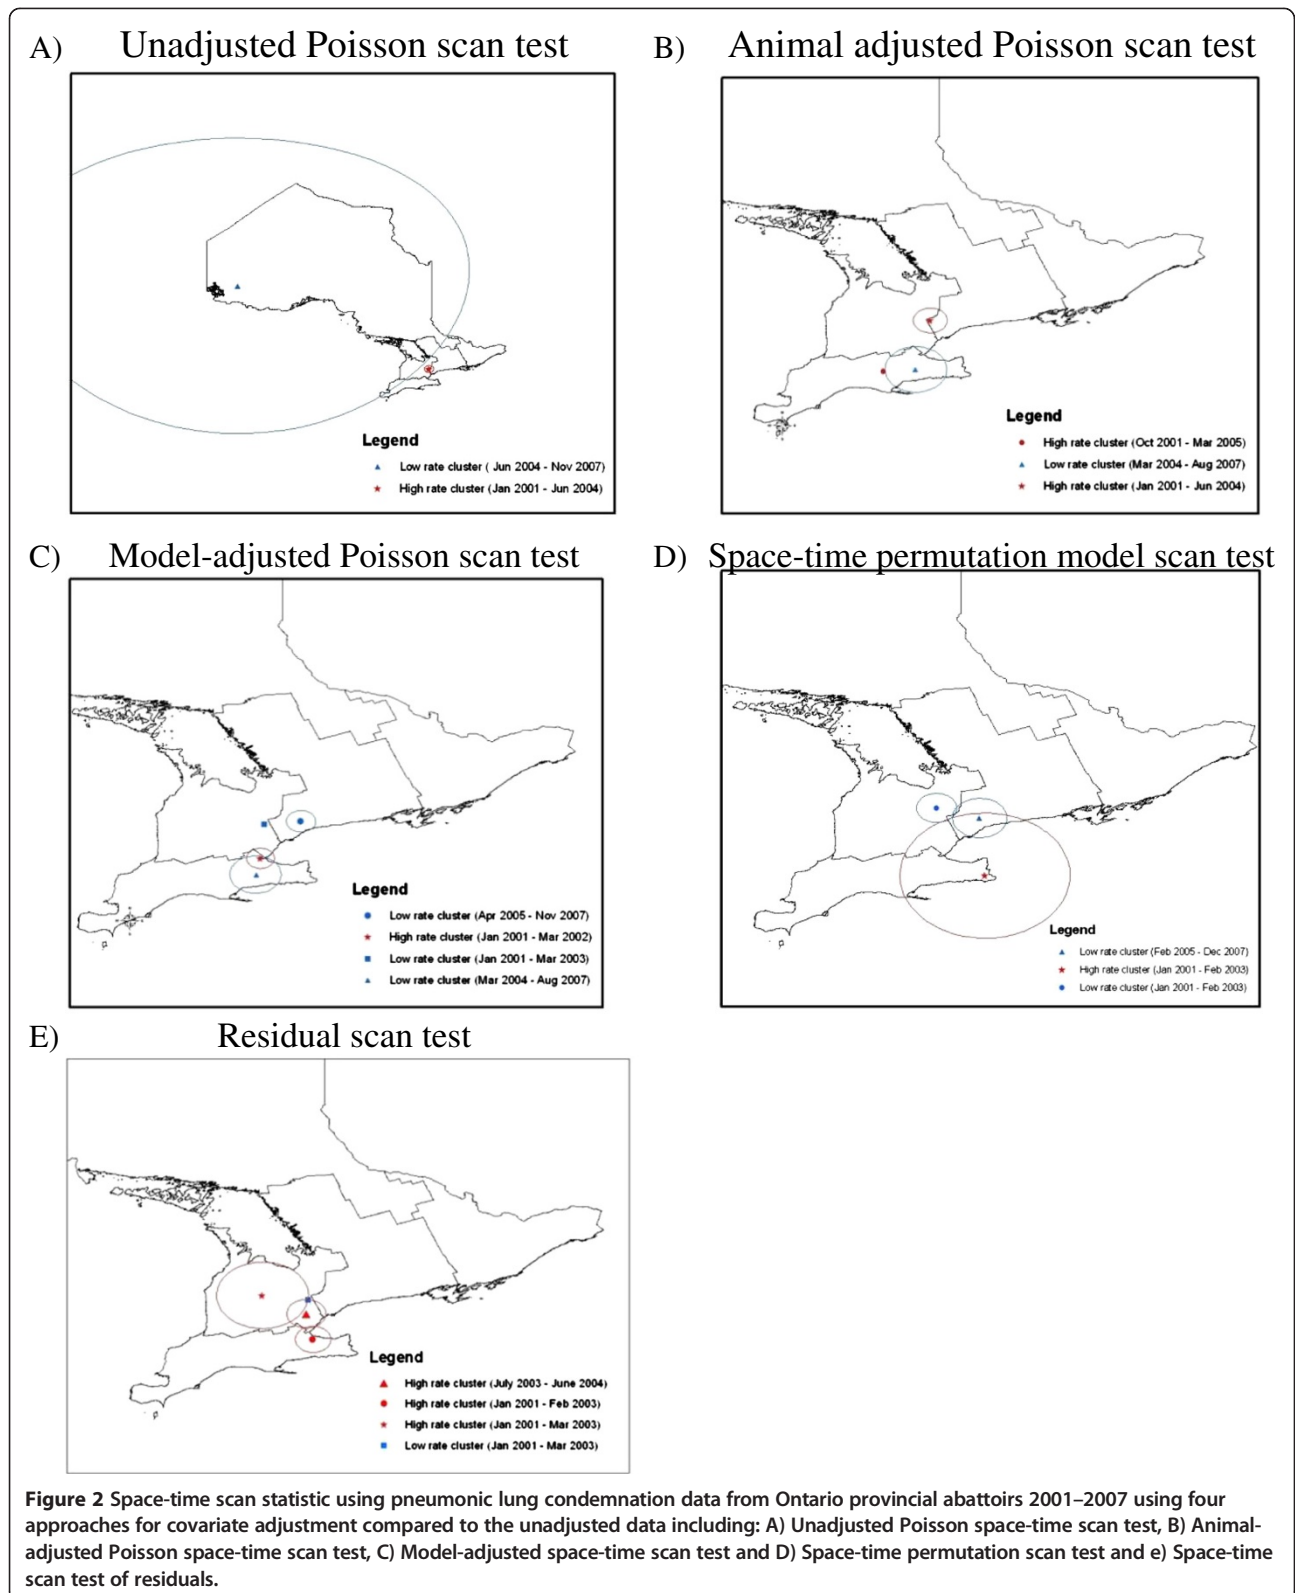 A) Unadjusted Poisson scan test
Legend
Low rate cluster ( Jun 2004 - Nov 2007)
High rate cluster (Jan 2001 - Jun 2004)
B) Animal adjusted Poisson scan test
Legend
High rate cluster (Oct 2001 - Mar 2005)
Low rate cluster (Mar 2004 - Aug 2007)
High rate cluster (Jan 2001 - Jun 2004)
C) Model-adjusted Poisson scan test
Legend
Low rate cluster (Apr 2005 - Nov 2007)
High rate cluster (Jan 2001 - Mar 2002)
Low rate cluster (Jan 2001 - Mar 2003)
Low rate cluster (Mar 2004 - Aug 2007)
D) Space-time permutation model scan test
Legend
Low rate cluster (Feb 2005 - Dec 2007)
High rate cluster (Jan 2001 - Feb 2003)
Low rate cluster (Jan 2001 - Feb 2003)
E) Residual scan test
Legend
High rate cluster (July 2003 - June 2004)
High rate cluster (Jan 2001 - Feb 2003)
High rate cluster (Jan 2001 - Mar 2003)
Low rate cluster (Jan 2001 - Mar 2003)
Figure 2 Space-time scan statistic using pneumonic lung condemnation data from Ontario provincial abattoirs 2001–2007 using four
approaches for covariate adjustment compared to the unadjusted data including: A) Unadjusted Poisson space-time scan test, B) Animal-
adjusted Poisson space-time scan test, C) Model-adjusted space-time scan test and D) Space-time permutation scan test and e) Space-time
scan test of residuals.